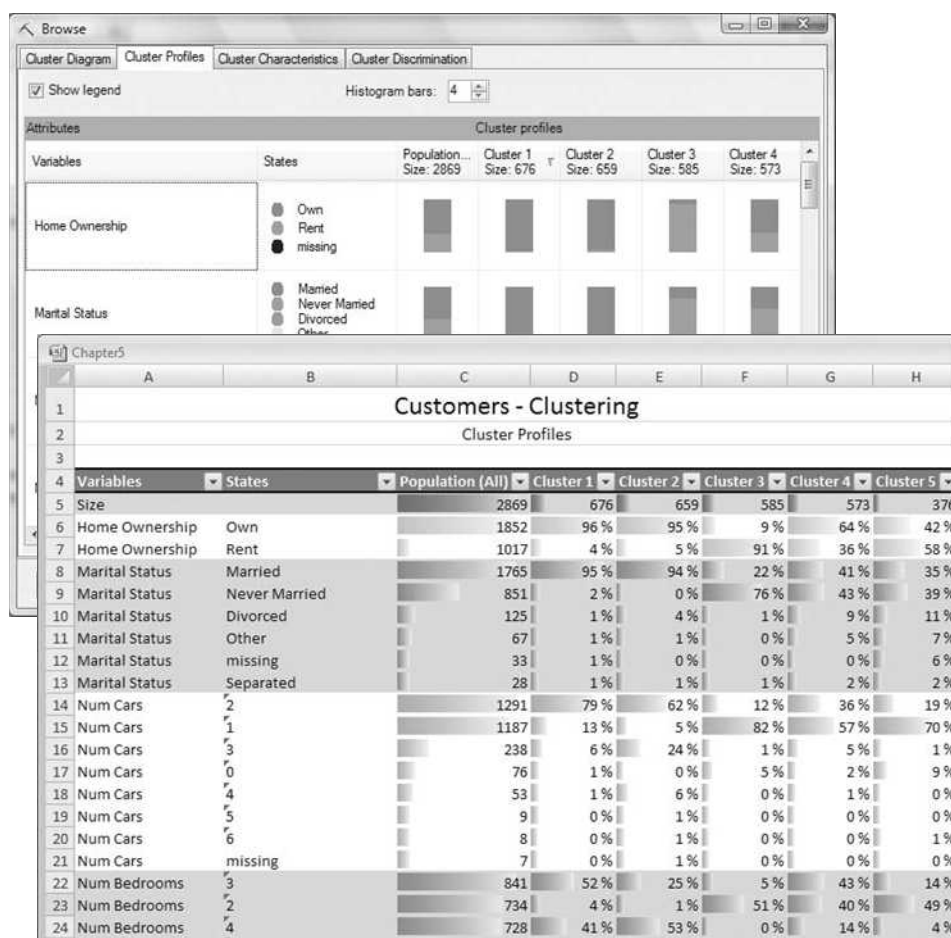 Browse
Cluster Diagram Cluster Profiles Cluster Characteristics Cluster Discrimination
Show legend Histogram bars: 4
Attributes Cluster profiles
Variables States Population... Size: 2869 Cluster 1 Size: 676 Cluster 2 Size: 659 Cluster 3 Size: 585 Cluster 4 Size: 573
Home Ownership
Own
Rent
missing
Marital Status
Married
Never Married
Divorced
Other
Chapter5
A B C D E F G H
1 Customers - Clustering
2 Cluster Profiles
3
4 Variables States Population (All) Cluster 1 Cluster 2 Cluster 3 Cluster 4 Cluster 5
5 Size 2869 676 659 585 573 376
6 Home Ownership Own 1852 96 % 95 % 9 % 64 % 42 %
7 Home Ownership Rent 1017 4 % 5 % 91 % 36 % 58 %
8 Marital Status Married 1765 95 % 94 % 22 % 41 % 35 %
9 Marital Status Never Married 851 2 % 0 % 76 % 43 % 39 %
10 Marital Status Divorced 125 1 % 4 % 1 % 9 % 11 %
11 Marital Status Other 67 1 % 1 % 0 % 5 % 7 %
12 Marital Status missing 33 1 % 0 % 0 % 0 % 6 %
13 Marital Status Separated 28 1 % 1 % 1 % 2 % 2 %
14 Num Cars 2 1291 79 % 62 % 12 % 36 % 19 %
15 Num Cars 1 1187 13 % 5 % 82 % 57 % 70 %
16 Num Cars 3 238 6 % 24 % 1 % 5 % 1 %
17 Num Cars 0 76 1 % 0 % 5 % 2 % 9 %
18 Num Cars 4 53 1 % 6 % 0 % 1 % 0 %
19 Num Cars 5 9 0 % 1 % 0 % 0 % 0 %
20 Num Cars 6 8 0 % 1 % 0 % 0 % 1 %
21 Num Cars missing 7 0 % 1 % 0 % 0 % 0 %
22 Num Bedrooms 3 841 52 % 25 % 5 % 43 % 14 %
23 Num Bedrooms 2 734 4 % 1 % 51 % 40 % 49 %
24 Num Bedrooms 4 728 41 % 53 % 0 % 14 % 4 %